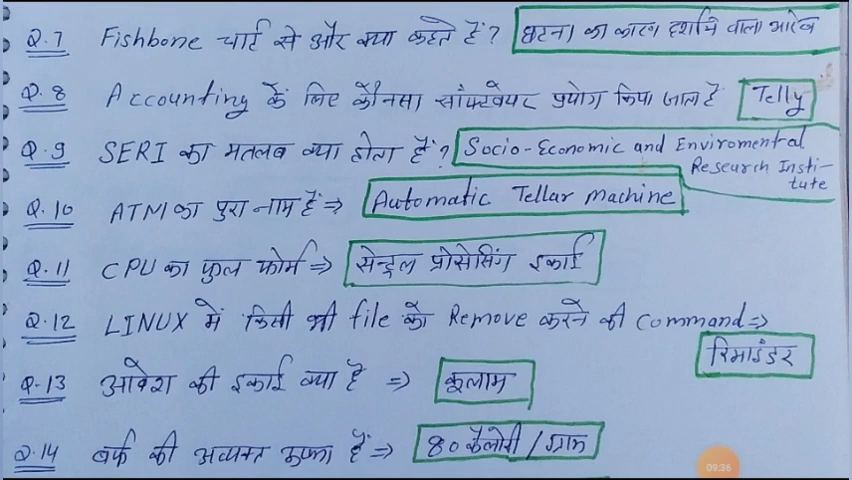 Q.7 Fishbone चार्ट से और क्या कहते हैं? घटना का कारण दर्शाने वाला आरेख
Q.8 Accounting के लिए कौनसा सॉफ्टवेयर प्रयोग किया जाता है Telly
Q.9 SERI का मतलब क्या होता है? Socio-Economic and Enviromental
Research Insti-
tute
Q.10 ATM का पुरा नाम हैं⇒ Automatic Tellar machine
Q.11 CPU का फुल फोर्म⇒ सेन्ट्रल प्रोसेसिंग इकाई
Q.12 LINUX में किसी भी file को Remove करने की Command⇒
रिमाइंडर
Q.13 आवेश की इकाई क्या है ⇒ कूलाम
Q.14 बर्फ की अव्यक्त ऊष्मा हैं⇒ 80 कैलोरी/ग्राम
09:36